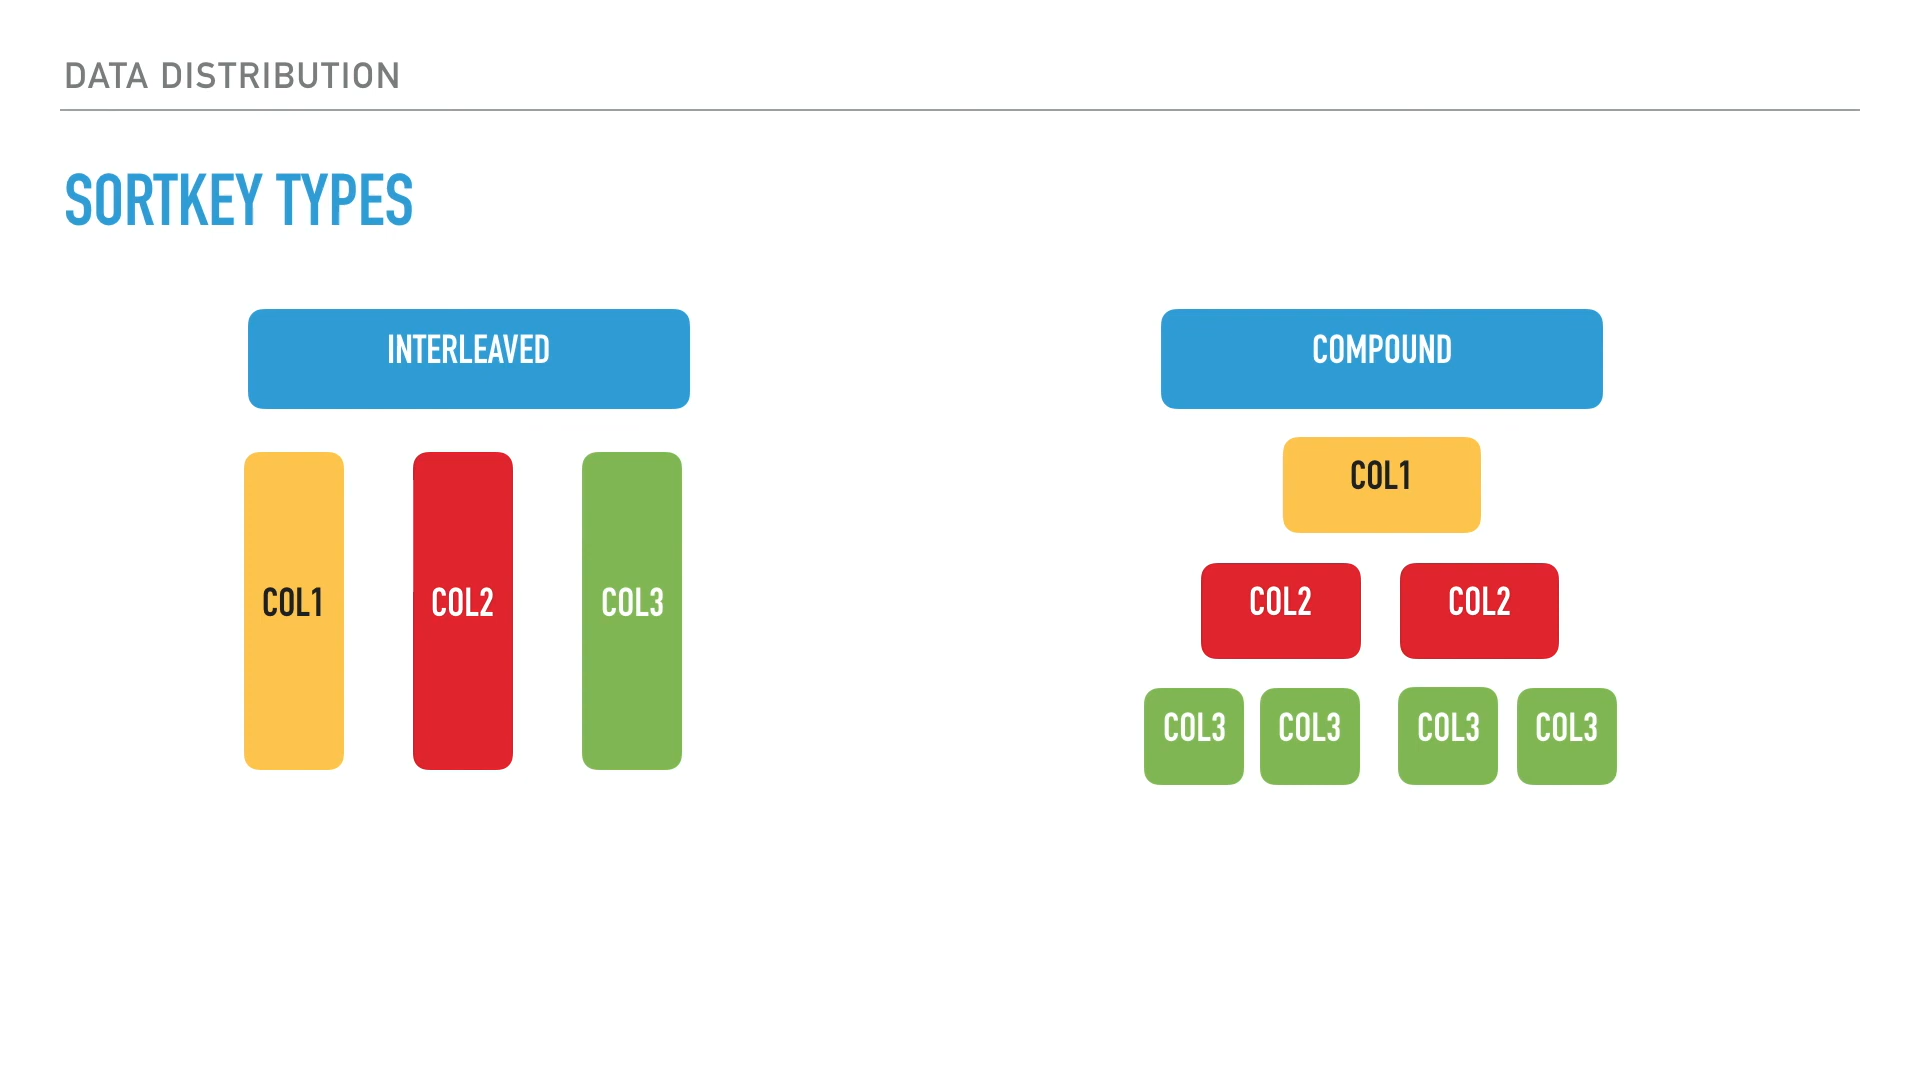 DATA DISTRIBUTION
SORTKEY TYPES
INTERLEAVED
COL1
COL2
COL3
COMPOUND
COL1
COL2 COL2
COL3 COL3 COL3 COL3